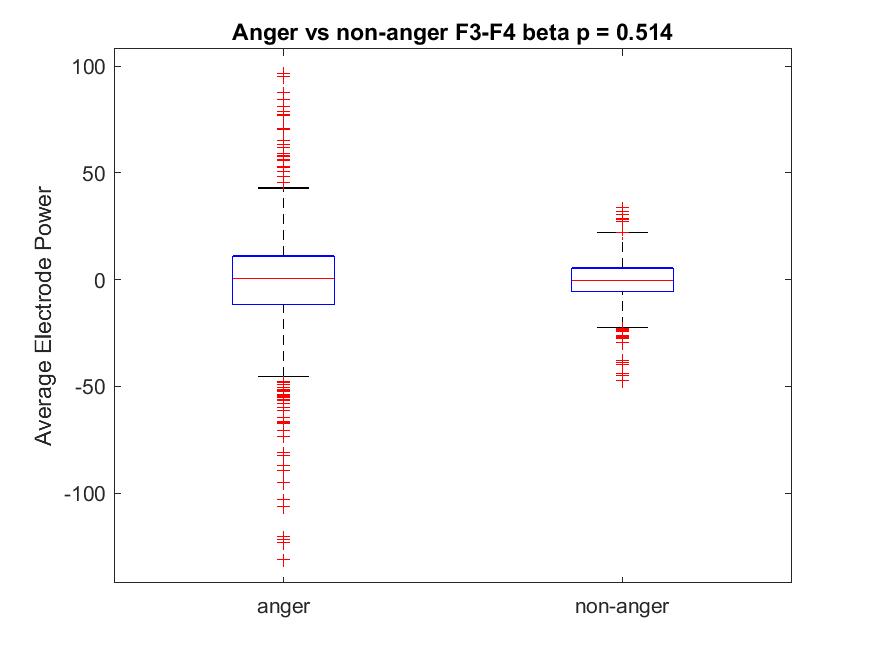 Anger vs non-anger F3-F4 beta p = 0.514
100
50
0
-50
-100
Average Electrode Power
anger non-anger